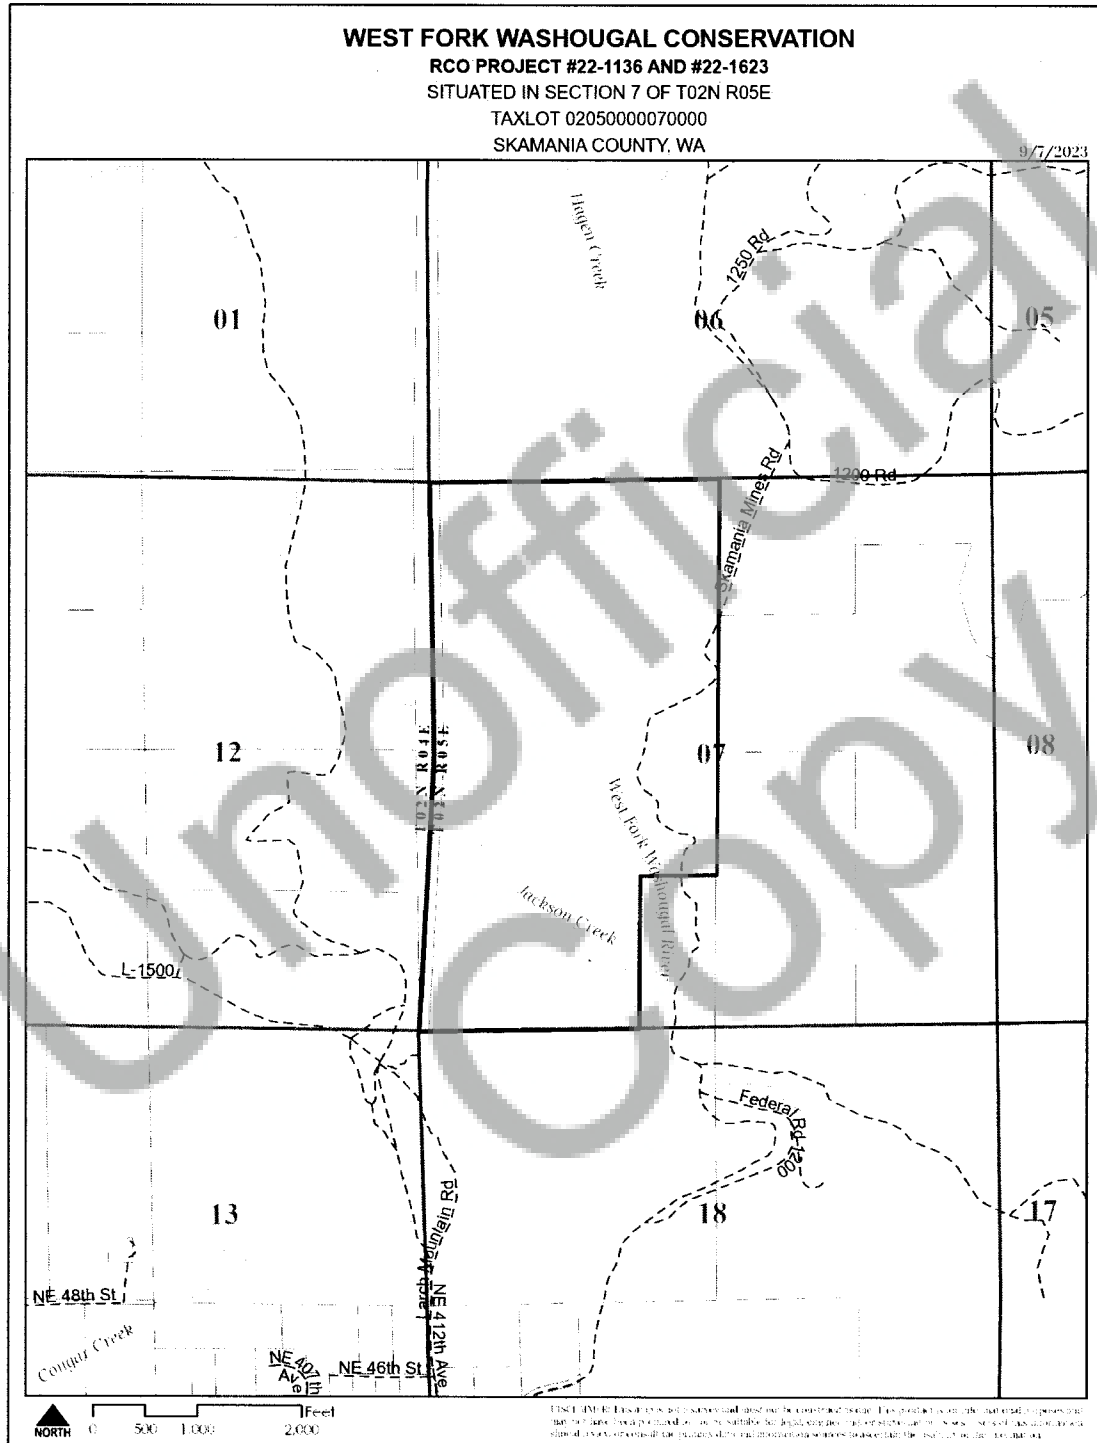 WEST FORK WASHOUGAL CONSERVATION
RCO PROJECT #22-1136 AND #22-1623
SITUATED IN SECTION 7 OF T02N R05E
TAXLOT 02050000070000
SKAMANIA COUNTY, WA
9/7/2023
Hagen Creek
1250 Rd
01
06
05
1200 Rd
Skamania Mines Rd
12
T02N R04E
T02N R05E
07
08
West Fork Washougal River
Jackson Creek
L-1500
Federal Rd-1200
13
18
17
Larch Mountain Rd
NE 48th St
NE 412th Ave
Cougar Creek
NE 407th
Ave
NE 46th St
NORTH
0 500 1,000 2,000
Feet
Unofficial
Copy